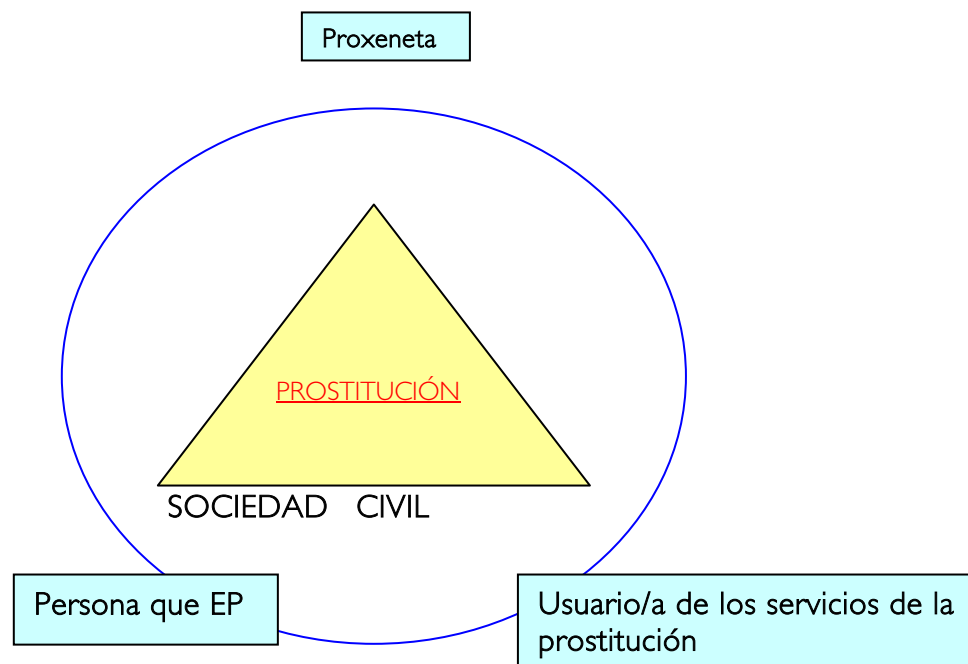 Proxeneta
PROSTITUCIÓN
SOCIEDAD CIVIL
Persona que EP
Usuario/a de los servicios de la
prostitución